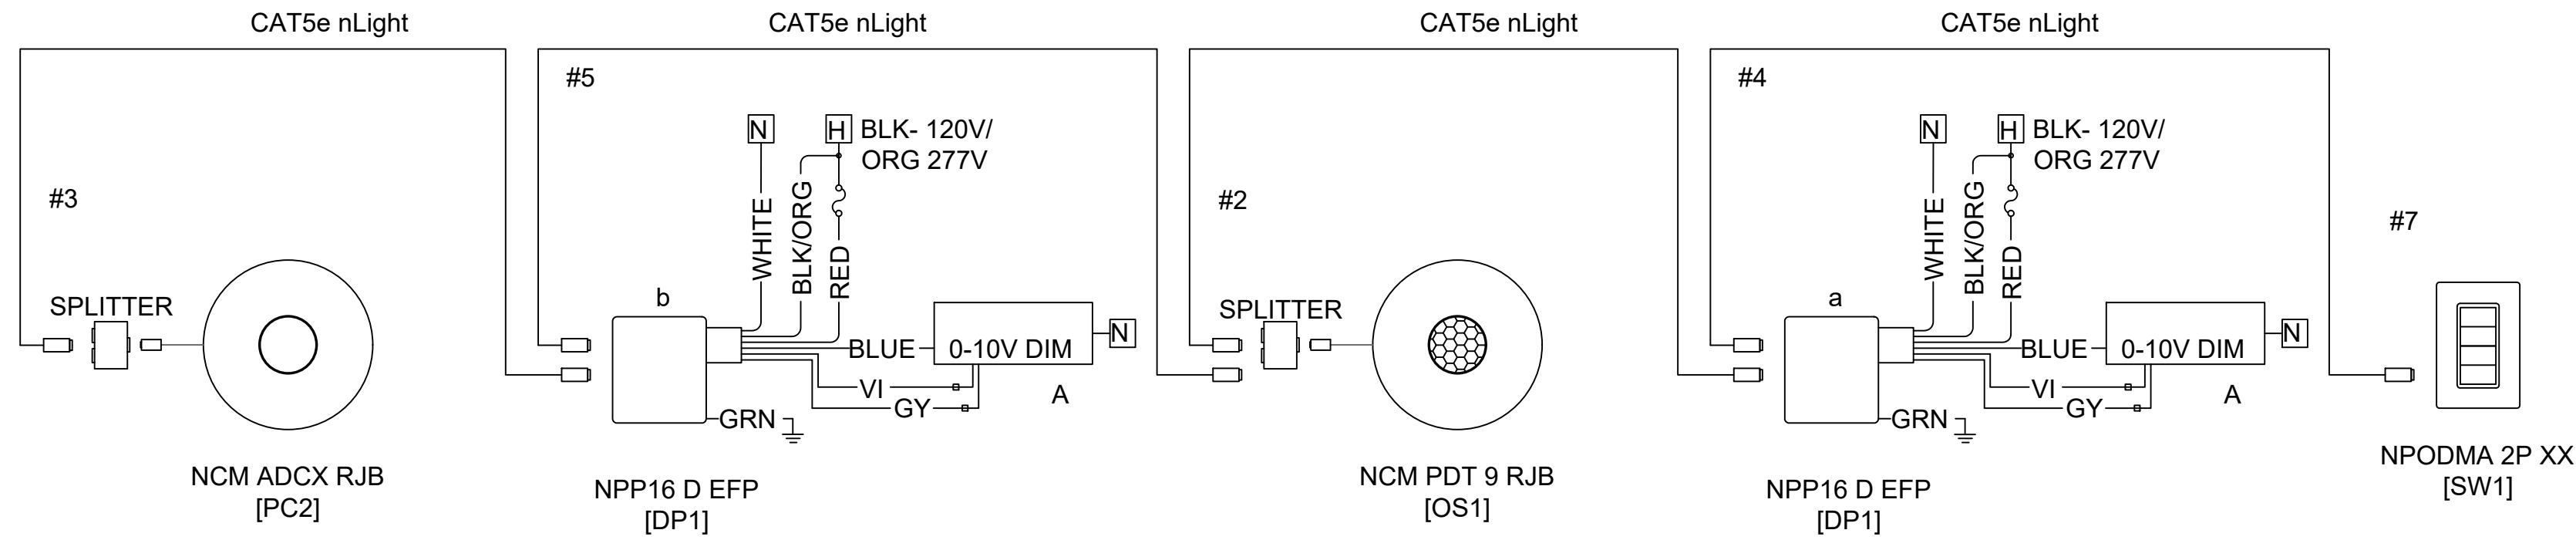 CAT5e nLight
CAT5e nLight
CAT5e nLight
CAT5e nLight
#3
SPLITTER
NCM ADCX RJB
[PC2]
#5
N
H
BLK- 120V/
ORG 277V
WHITE
BLK/ORG
RED
b
BLUE
0-10V DIM
N
VI
A
GY
GRN
NPP16 D EFP
[DP1]
#2
SPLITTER
NCM PDT 9 RJB
[OS1]
#4
N
H
BLK- 120V/
ORG 277V
WHITE
BLK/ORG
RED
a
BLUE
0-10V DIM
N
VI
A
GY
GRN
NPP16 D EFP
[DP1]
#7
NPODMA 2P XX
[SW1]